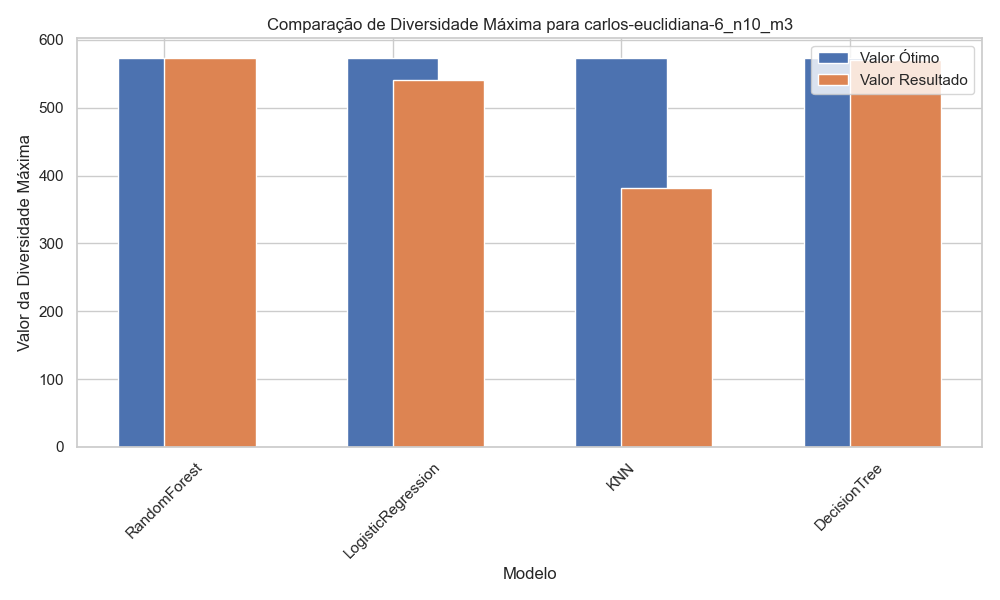 Comparação de Diversidade Máxima para carlos-euclidiana-6_n10_m3
Valor Ótimo
Valor Resultado
Valor da Diversidade Máxima
600
500
400
300
200
100
0
RandomForest
LogisticRegression
KNN
DecisionTree
Modelo